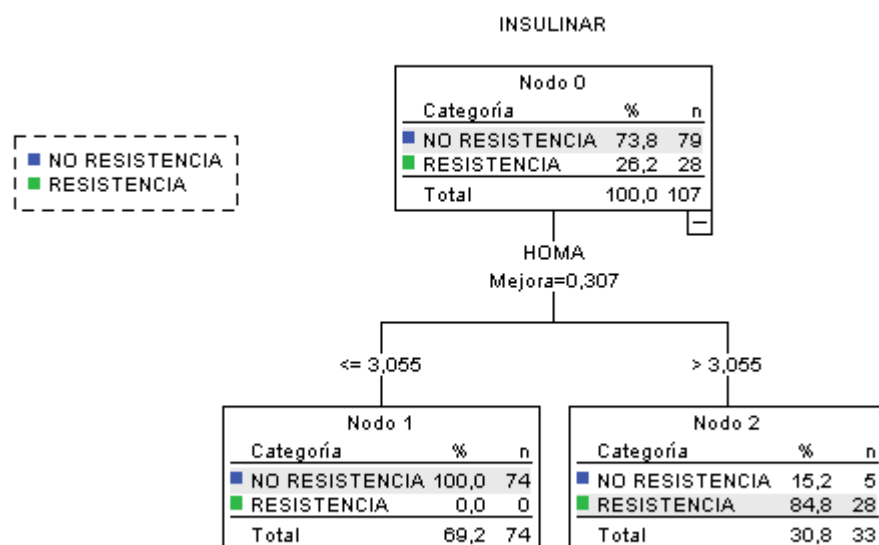 INSULINAR
NO RESISTENCIA
RESISTENCIA
Nodo 0
Categoría % n
NO RESISTENCIA 73,8 79
RESISTENCIA 26,2 28
Total 100,0 107
HOMA
Mejora=0,307
<= 3,055
> 3,055
Nodo 1
Categoría % n
NO RESISTENCIA 100,0 74
RESISTENCIA 0,0 0
Total 69,2 74
Nodo 2
Categoría % n
NO RESISTENCIA 15,2 5
RESISTENCIA 84,8 28
Total 30,8 33